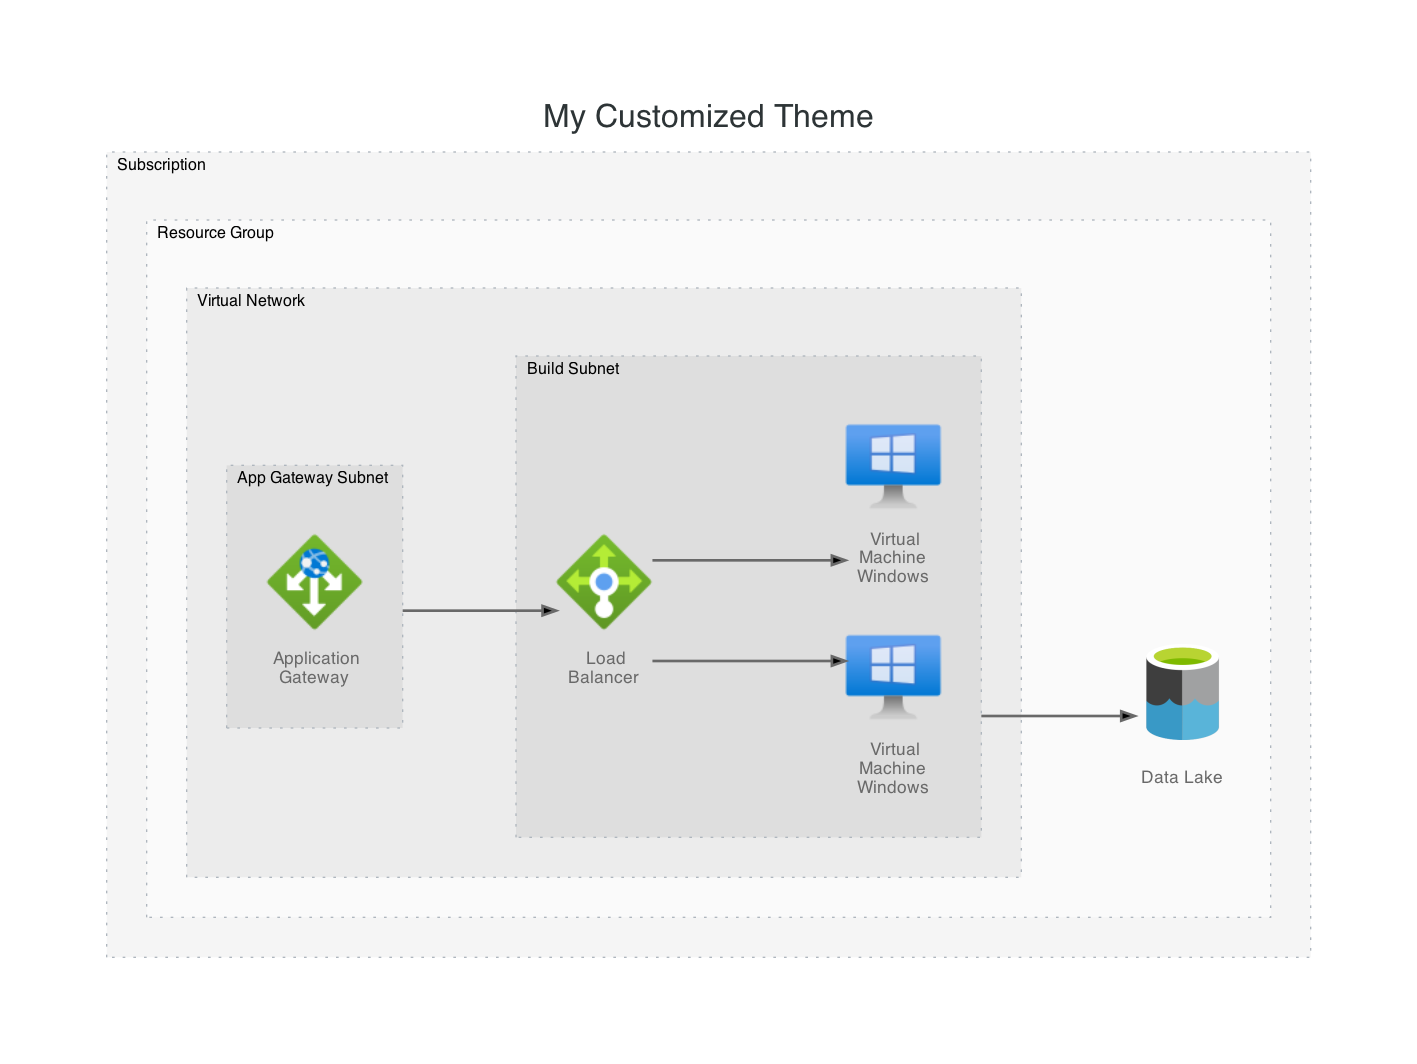 My Customized Theme
Subscription
Resource Group
Virtual Network
Build Subnet
App Gateway Subnet
Virtual
Machine
Windows
Application
Gateway
Load
Balancer
Virtual
Machine
Windows
Data Lake